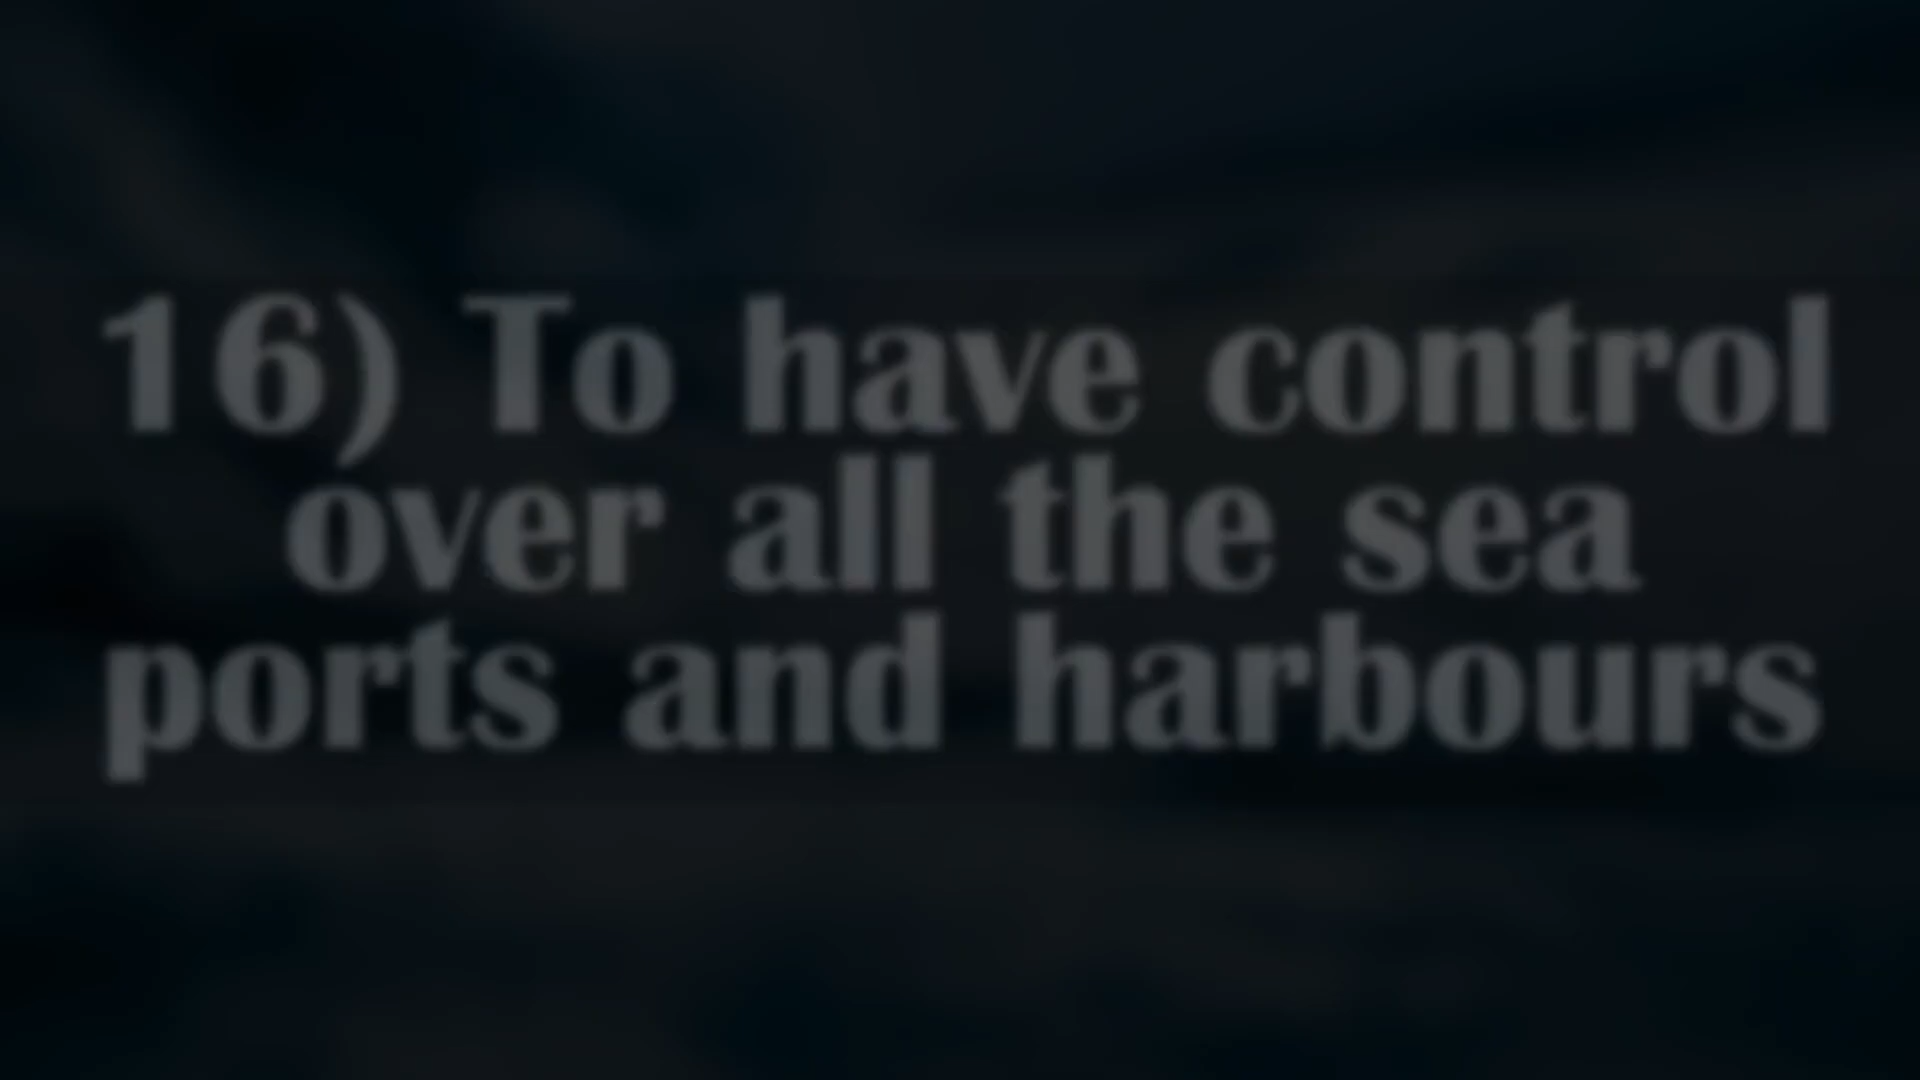 16) To have control
over all the sea
ports and harbours